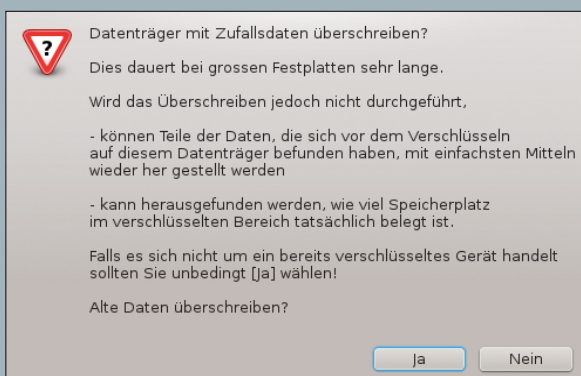 ?
Datenträger mit Zufallsdaten überschreiben?
Dies dauert bei grossen Festplatten sehr lange.
Wird das Überschreiben jedoch nicht durchgeführt,
- können Teile der Daten, die sich vor dem Verschlüsseln
auf diesem Datenträger befunden haben, mit einfachsten Mitteln
wieder her gestellt werden
- kann herausgefunden werden, wie viel Speicherplatz
im verschlüsselten Bereich tatsächlich belegt ist.
Falls es sich nicht um ein bereits verschlüsseltes Gerät handelt
sollten Sie unbedingt [Ja] wählen!
Alte Daten überschreiben?
Ja Nein